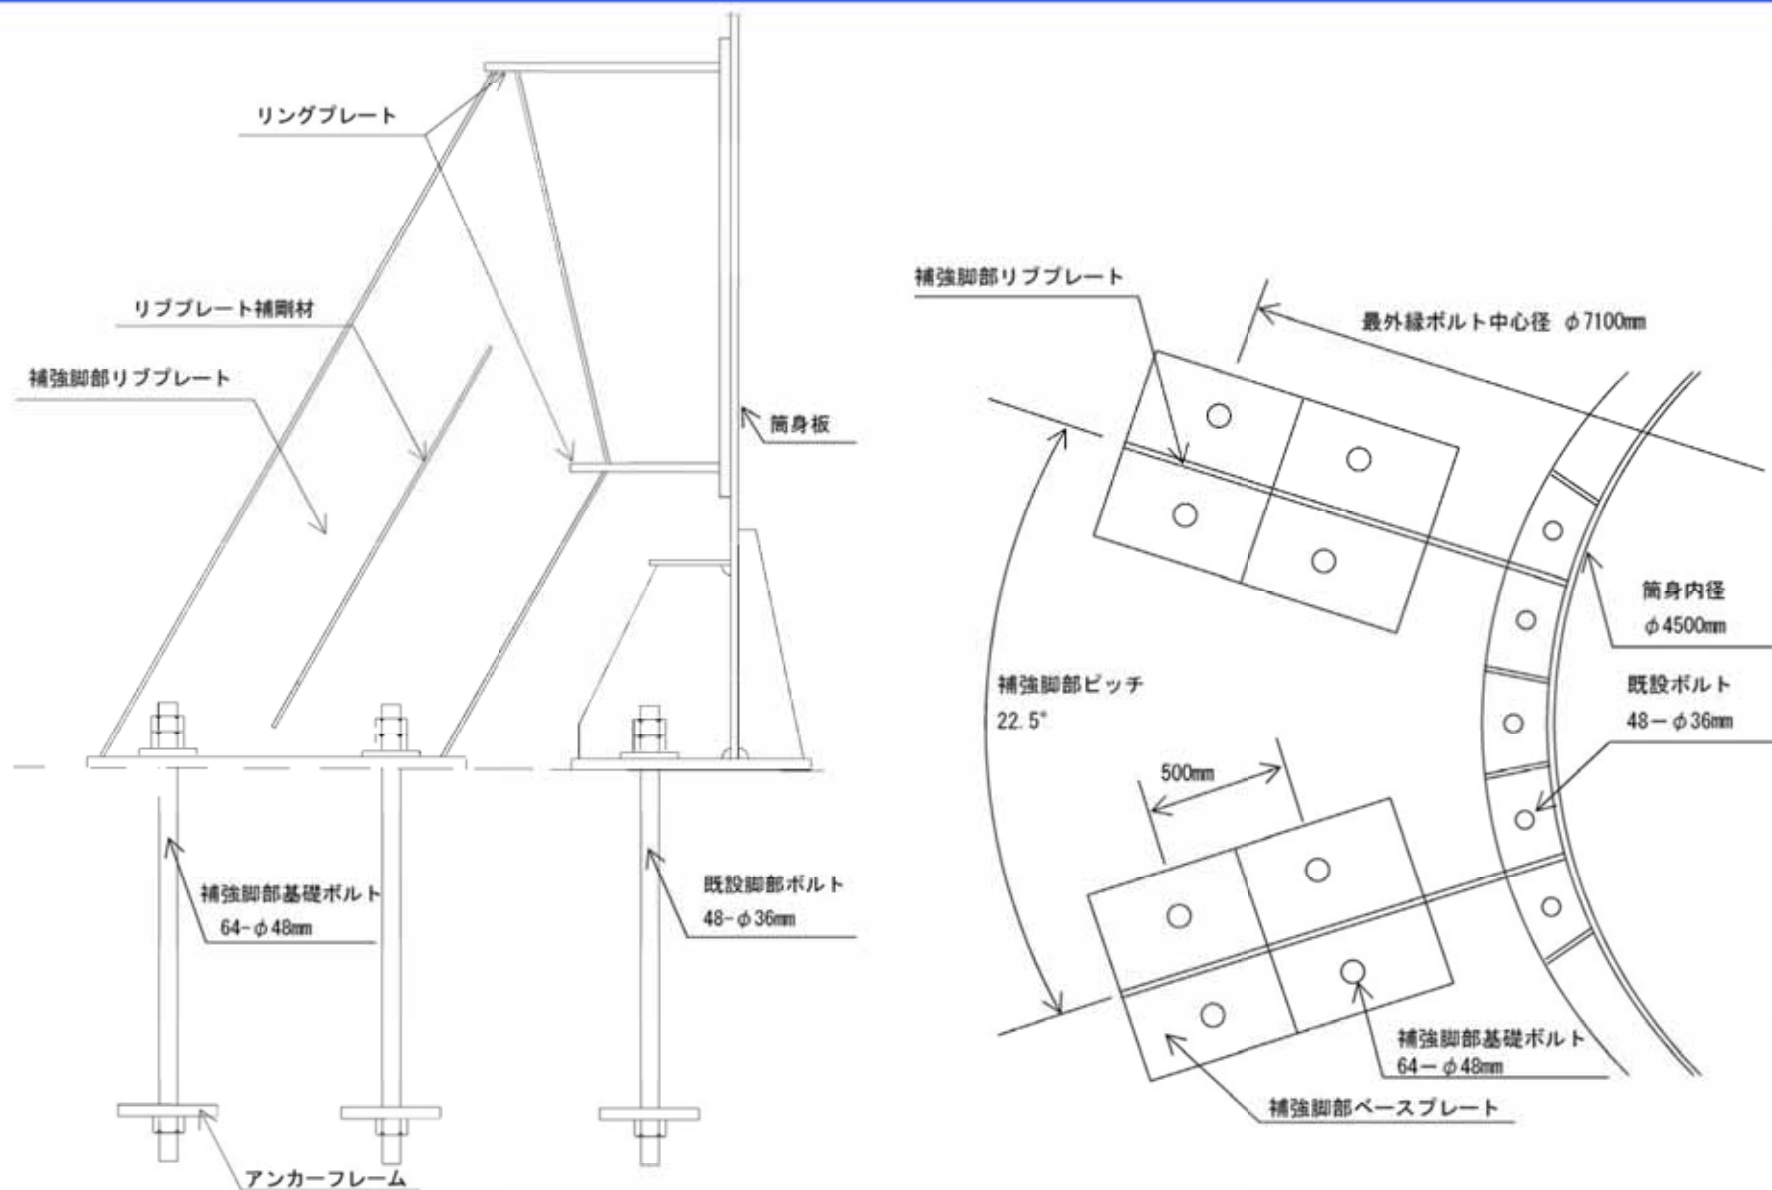 リングプレート
リブプレート補剛材
補強脚部リブプレート
筒身板
補強脚部基礎ボルト
64-φ48mm
既設脚部ボルト
48-φ36mm
アンカーフレーム
補強脚部リブプレート
最外縁ボルト中心径 φ7100mm
筒身内径
φ4500mm
補強脚部ピッチ
22.5°
既設ボルト
48－φ36mm
500mm
補強脚部基礎ボルト
64－φ48mm
補強脚部ベースプレート